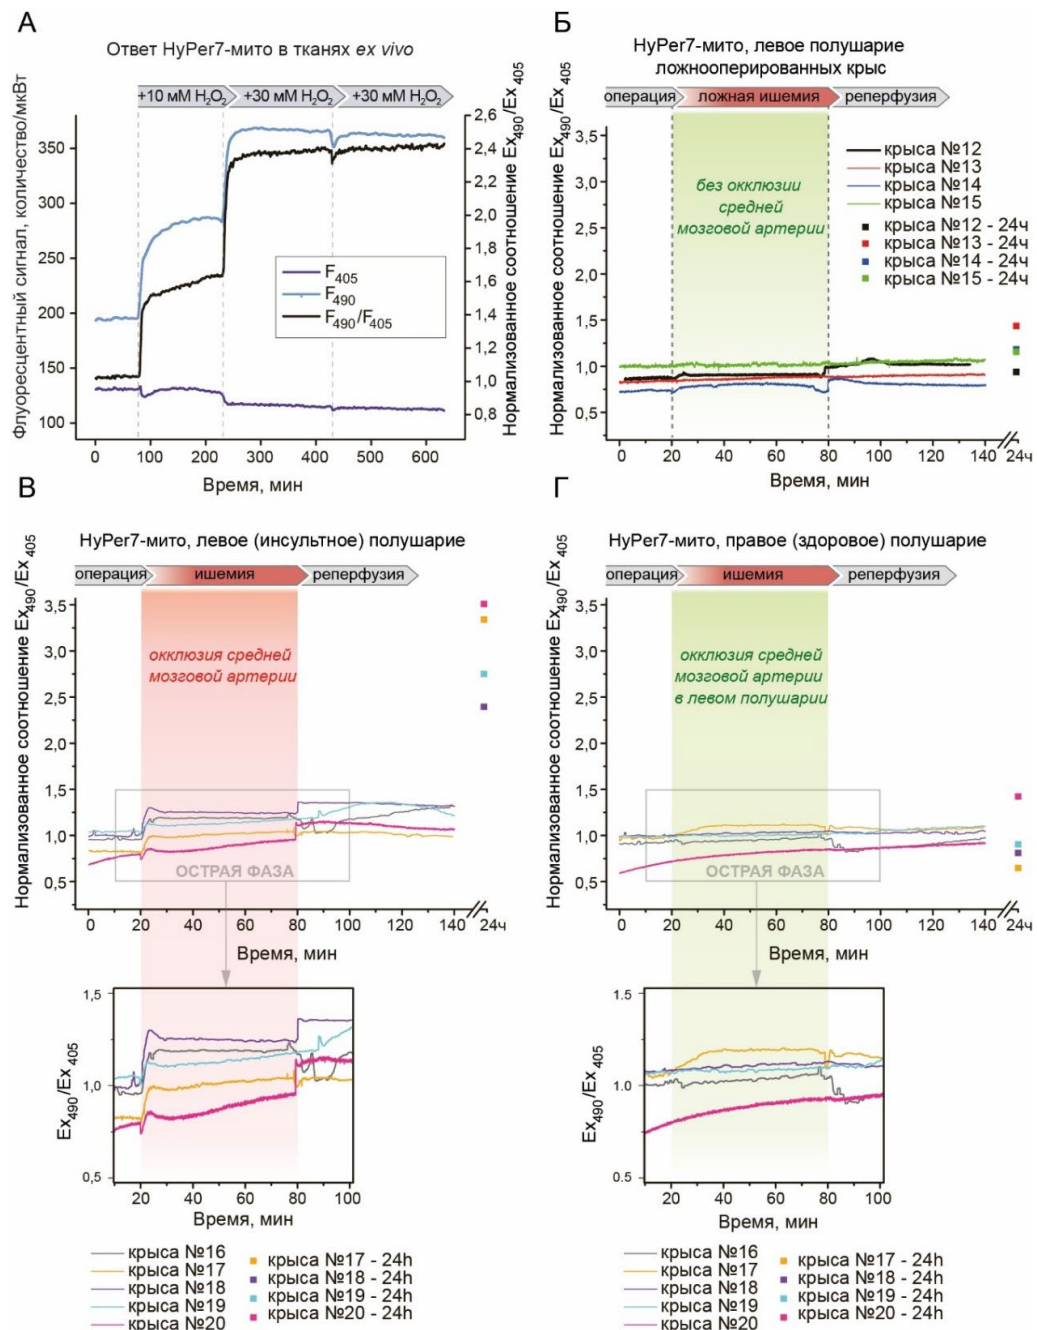 А
Ответ HyPer7-мито в тканях ex vivo
+10 мМ H₂O₂
+30 мМ H₂O₂
+30 мМ H₂O₂
Флуоресцентный сигнал, количество/мкВт
350
300
250
200
150
100
2,6
2,4
2,2
2,0
1,8
1,6
1,4
1,2
1,0
0,8
Нормализованное соотношение Ex₄₉₀/Ex₄₀₅
F₄₀₅
F₄₉₀
F₄₉₀/F₄₀₅
0 100 200 300 400 500 600
Время, мин
Б
HyPer7-мито, левое полушарие
ложнооперированных крыс
операция
ложная ишемия
реперфузия
Нормализованное соотношение Ex₄₉₀/Ex₄₀₅
3,5
3,0
2,5
2,0
1,5
1,0
0,5
без окклюзии
средней
мозговой артерии
крыса №12
крыса №13
крыса №14
крыса №15
крыса №12 - 24ч
крыса №13 - 24ч
крыса №14 - 24ч
крыса №15 - 24ч
0 20 40 60 80 100 120 140 24ч
Время, мин
В
HyPer7-мито, левое (инсультное) полушарие
операция
ишемия
реперфузия
Нормализованное соотношение Ex₄₉₀/Ex₄₀₅
3,5
3,0
2,5
2,0
1,5
1,0
0,5
окклюзия средней
мозговой артерии
ОСТРАЯ ФАЗА
0 20 40 60 80 100 120 140 24ч
Время, мин
Ex₄₉₀/Ex₄₀₅
1,5
1,0
0,5
20 40 60 80 100
Время, мин
крыса №16
крыса №17
крыса №18
крыса №19
крыса №20
крыса №17 - 24h
крыса №18 - 24h
крыса №19 - 24h
крыса №20 - 24h
Г
HyPer7-мито, правое (здоровое) полушарие
операция
ишемия
реперфузия
Нормализованное соотношение Ex₄₉₀/Ex₄₀₅
3,5
3,0
2,5
2,0
1,5
1,0
0,5
окклюзия средней
мозговой артерии
в левом полушарии
ОСТРАЯ ФАЗА
0 20 40 60 80 100 120 140 24ч
Время, мин
Ex₄₉₀/Ex₄₀₅
1,5
1,0
0,5
20 40 60 80 100
Время, мин
крыса №16
крыса №17
крыса №18
крыса №19
крыса №20
крыса №17 - 24h
крыса №18 - 24h
крыса №19 - 24h
крыса №20 - 24h